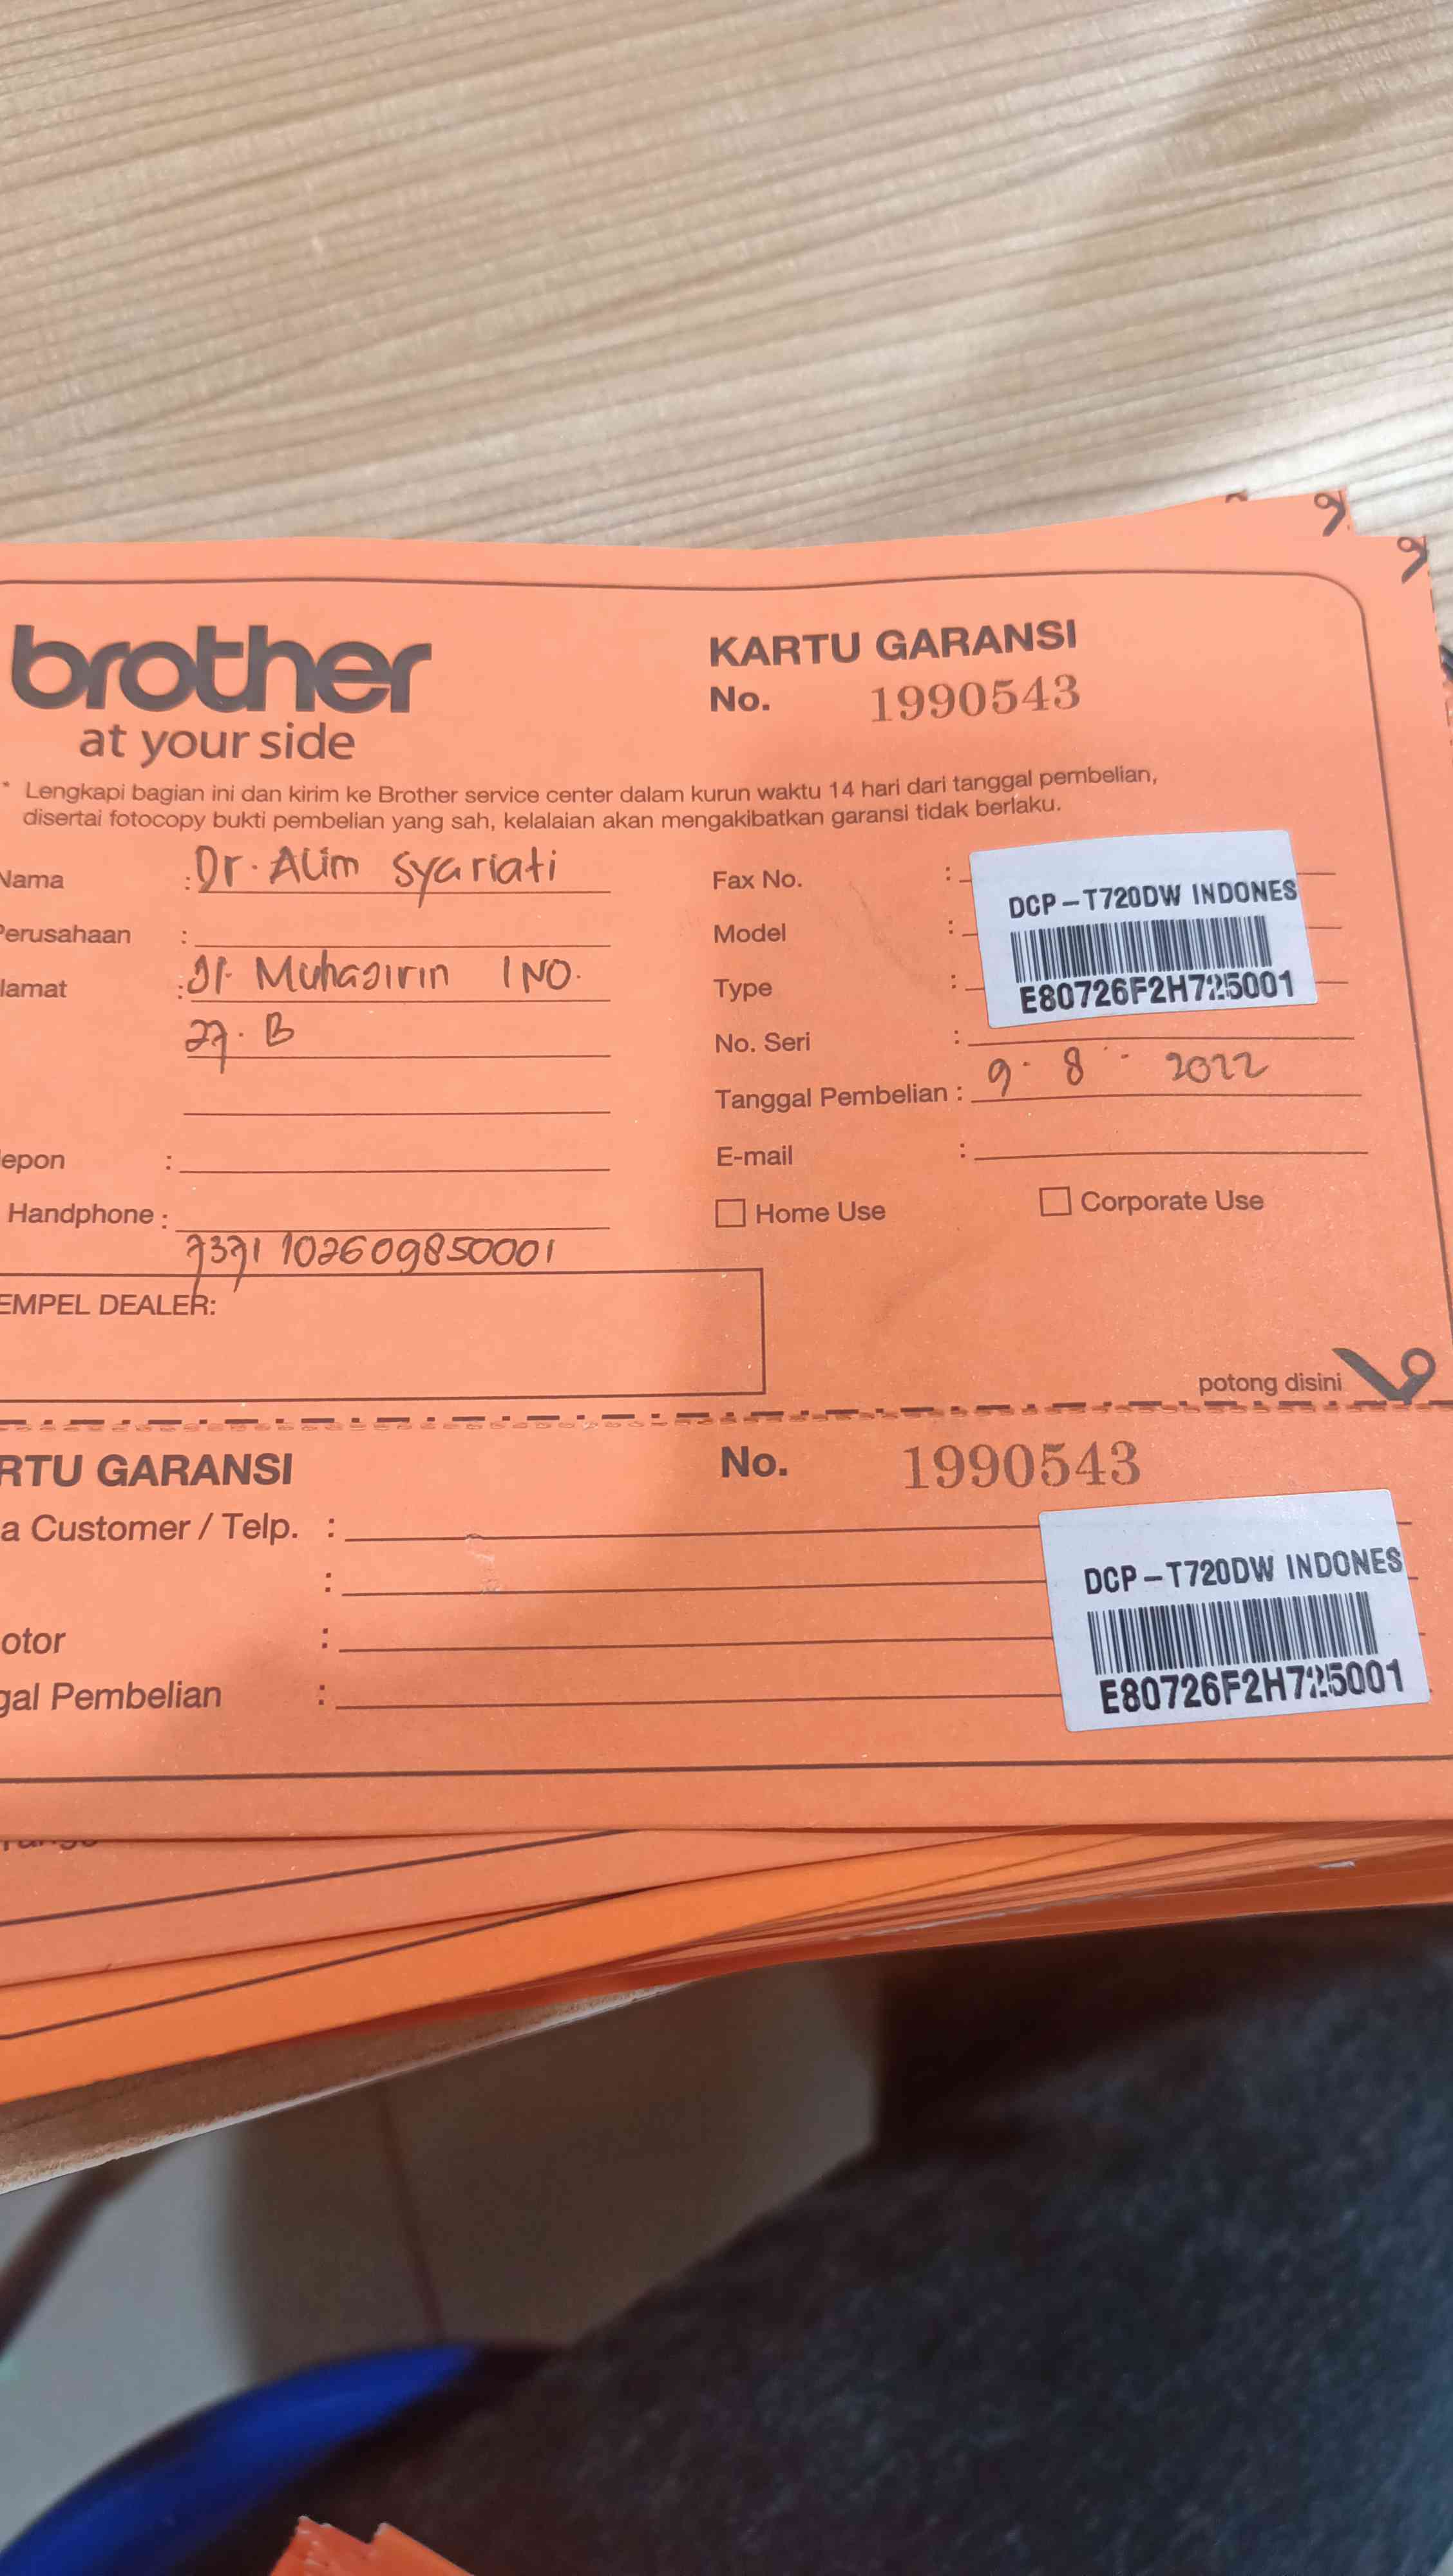 brother
at your side
KARTU GARANSI
No. 1990543
* Lengkapi bagian ini dan kirim ke Brother service center dalam kurun waktu 14 hari dari tanggal pembelian,
disertai fotocopy bukti pembelian yang sah, kelalaian akan mengakibatkan garansi tidak berlaku.
Nama : Dr. Alim Syariati
Perusahaan :
lamat : Jl. Muhajirin 1 NO.
27. B
epon :
Handphone :
7371 102609850001
EMPEL DEALER:
Fax No. :
Model :
Type :
DCP-T720DW INDONES
E80726F2H725001
No. Seri :
Tanggal Pembelian : 9 - 8 - 2022
E-mail :
Home Use Corporate Use
potong disini
RTU GARANSI No. 1990543
a Customer / Telp. :
:
otor :
gal Pembelian :
DCP-T720DW INDONES
E80726F2H725001